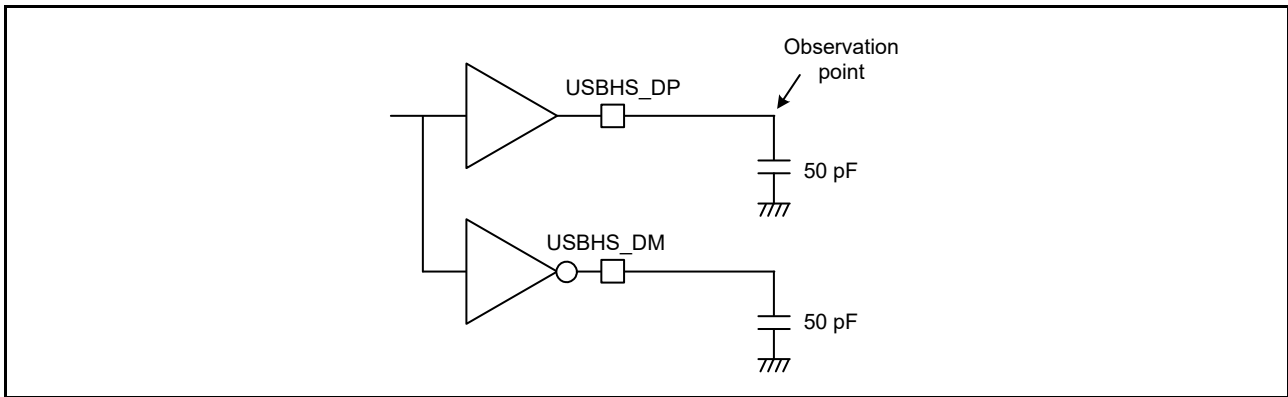 Observation
point
USBHS_DP
50 pF
USBHS_DM
50 pF